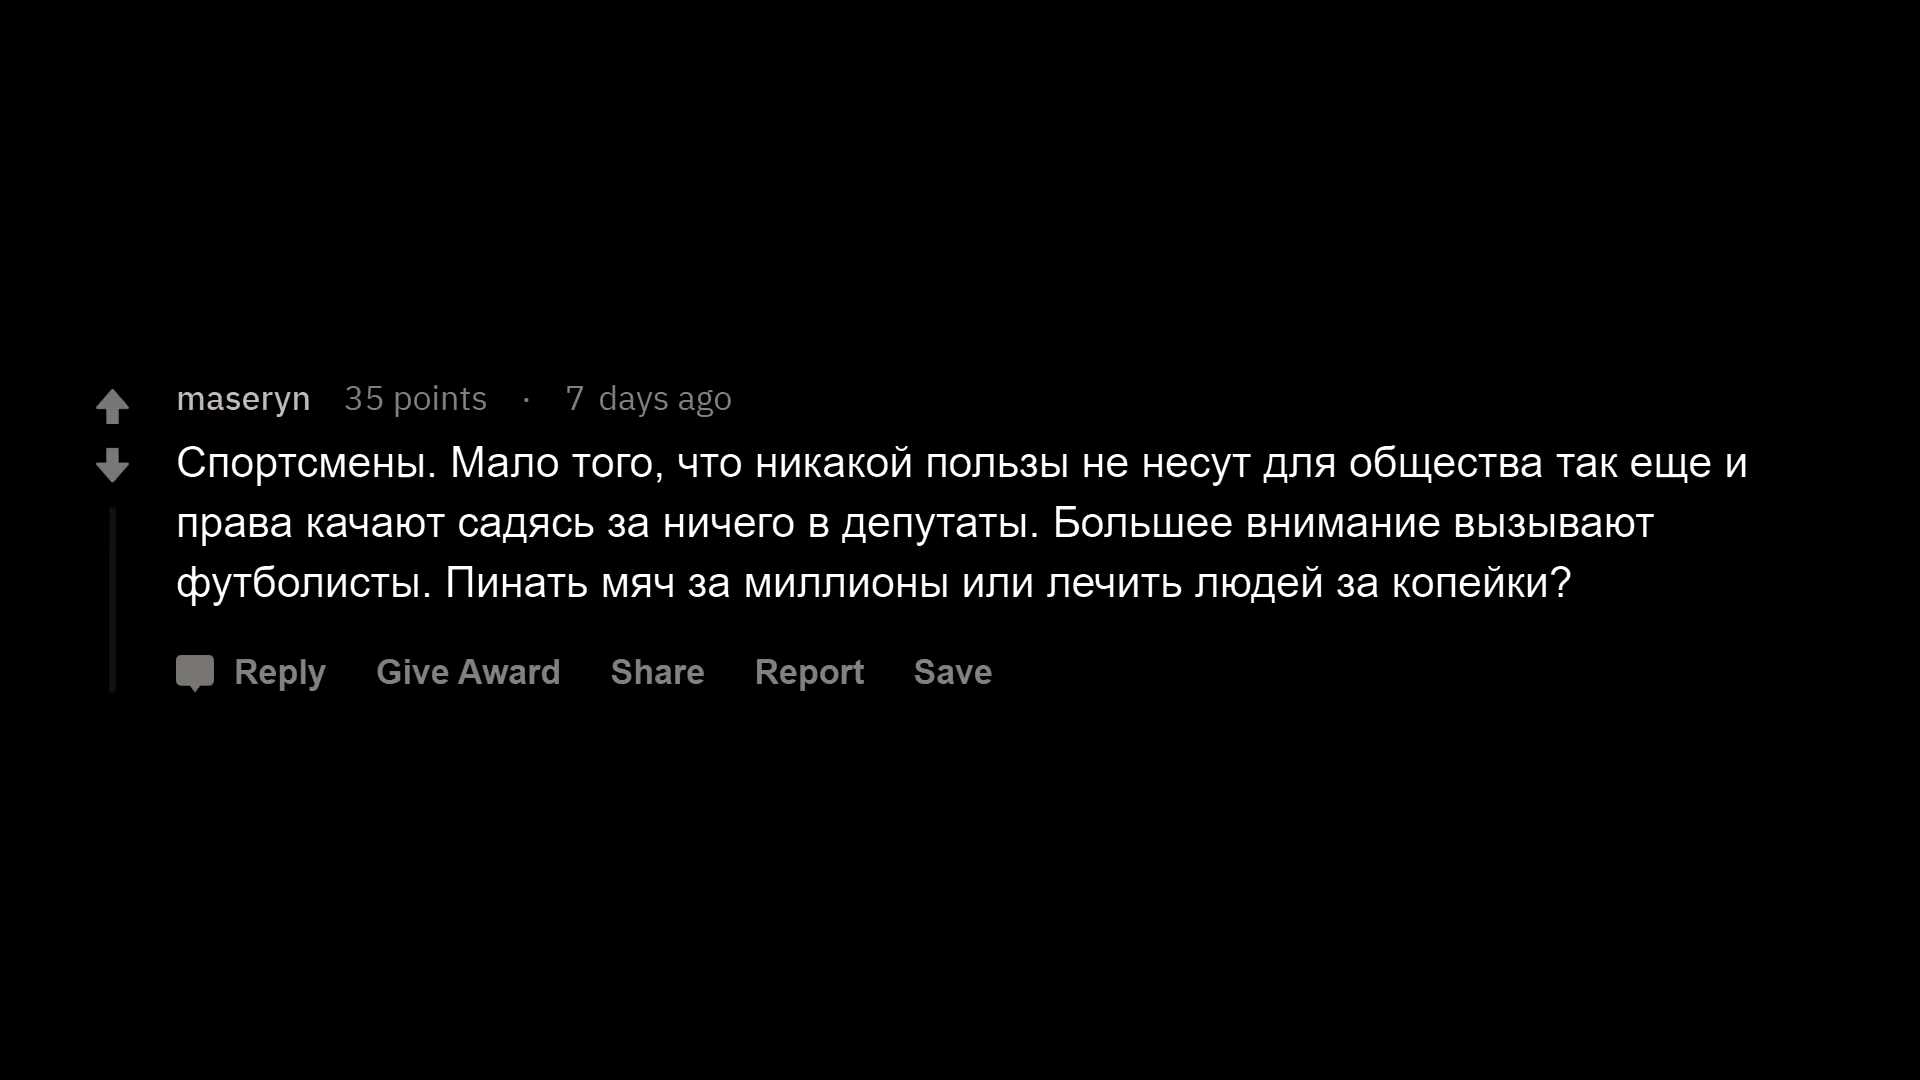 maseryn 35 points · 7 days ago
Спортсмены. Мало того, что никакой пользы не несут для общества так еще и
права качают садясь за ничего в депутаты. Большее внимание вызывают
футболисты. Пинать мяч за миллионы или лечить людей за копейки?
Reply Give Award Share Report Save